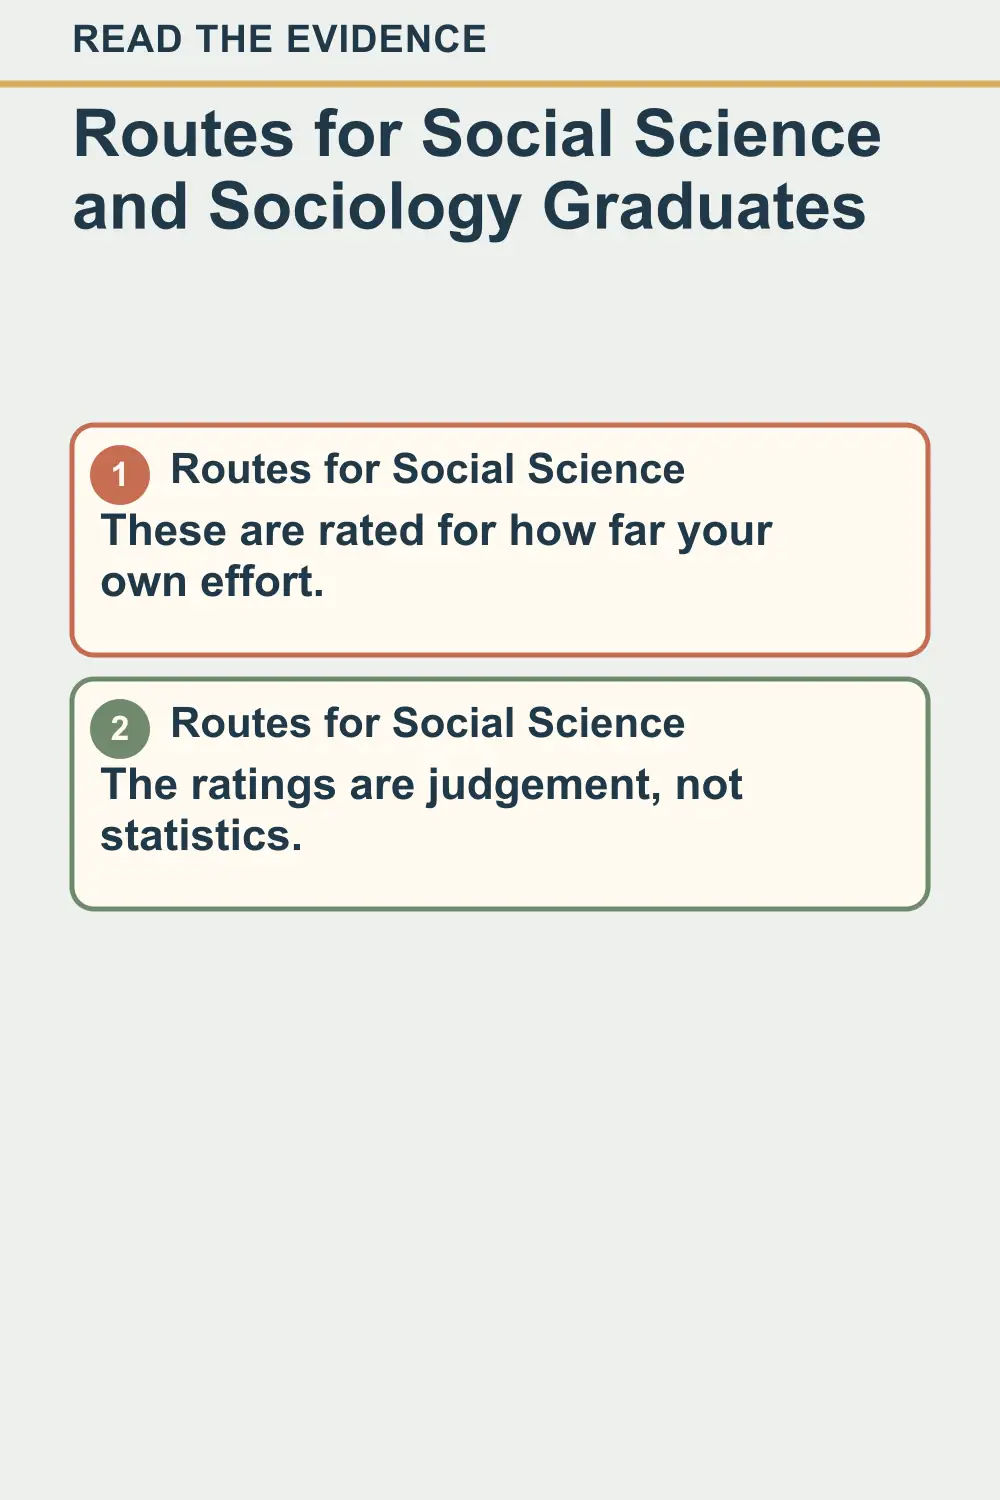 READ THE EVIDENCE
Routes for Social Science
and Sociology Graduates
1 Routes for Social Science
These are rated for how far your
own effort.
2 Routes for Social Science
The ratings are judgement, not
statistics.